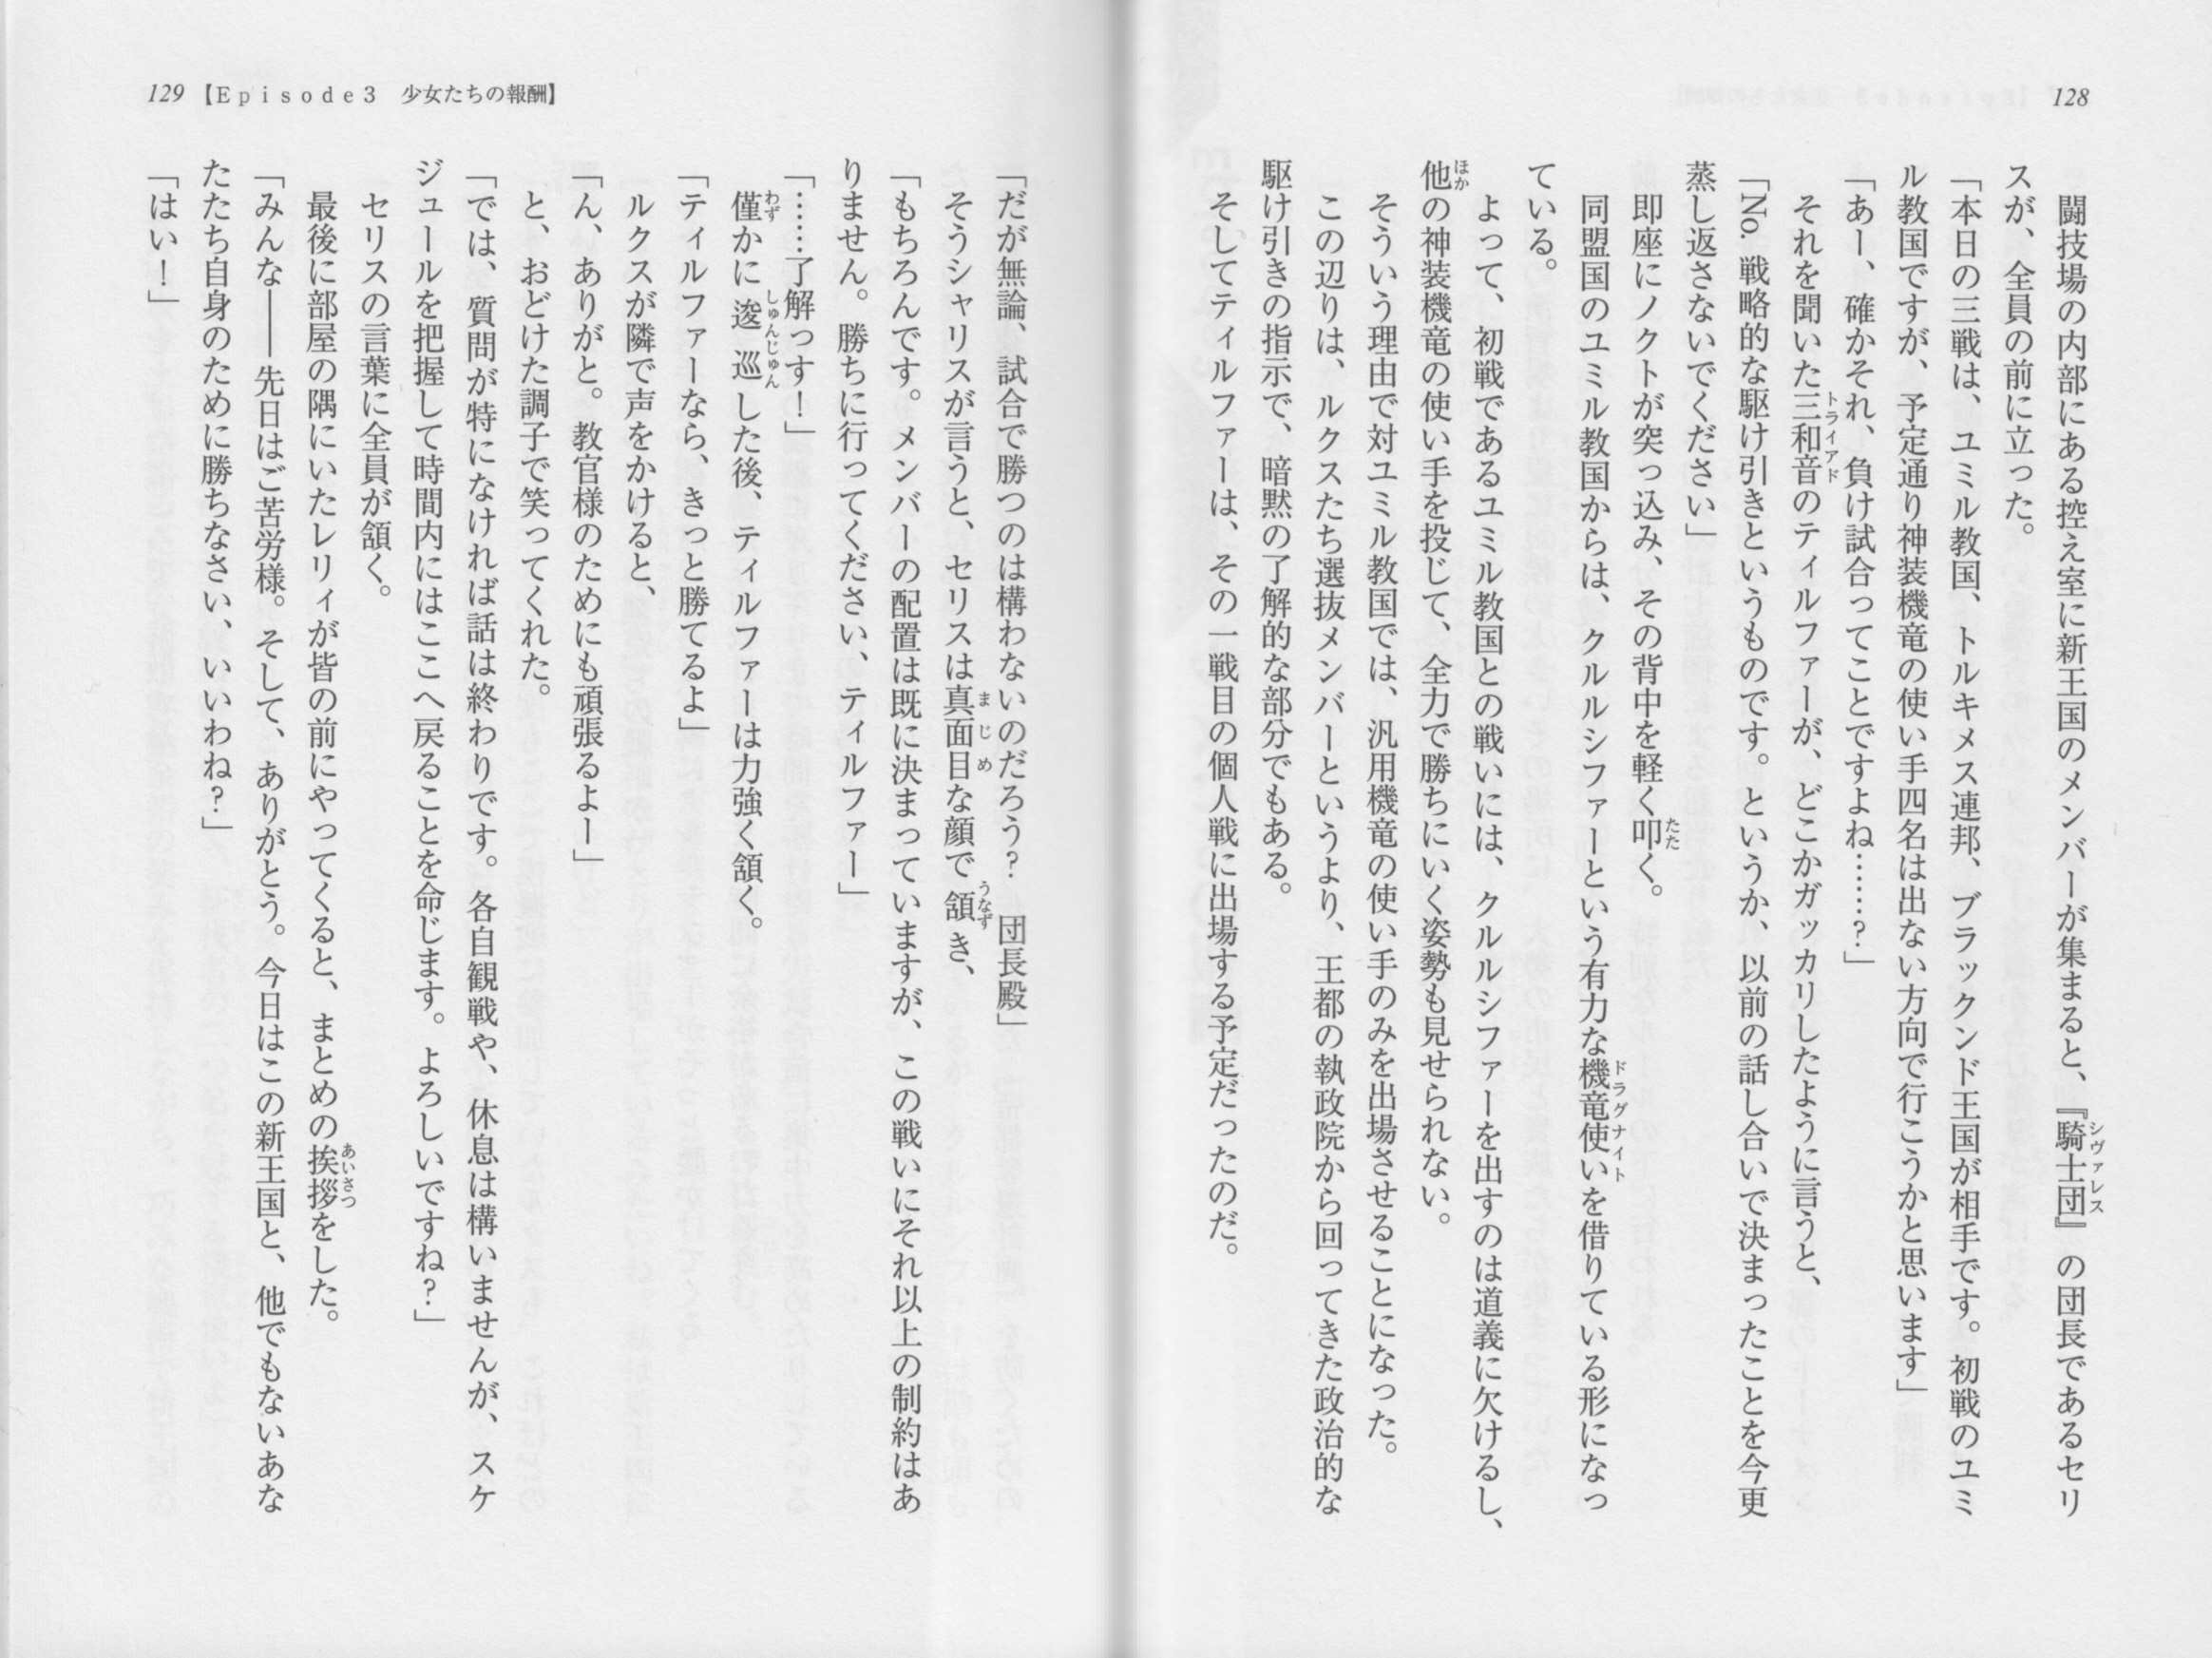 128
闘技場の内部にある控え室に新王国のメンバーが集まると、『騎士団』の団長であるセリ
シヴァレス
スが、全員の前に立った。
「本日の三戦は、ユミル教国、トルキメス連邦、ブラックンド王国が相手です。初戦のユミ
ル教国ですが、予定通り神装機竜の使い手四名は出ない方向で行こうかと思います」
「あー、確かそれ、負け試合ってことですよね……？」
それを聞いた三和音のティルファーが、どこかガッカリしたように言うと、
トライアド
「No. 戦略的な駆け引きというものです。というか、以前の話し合いで決まったことを今更
蒸し返さないでください」
即座にノクトが突っ込み、その背中を軽く叩く。
たた
同盟国のユミル教国からは、クルルシファーという有力な機竜使いを借りている形になっ
ドラグナイト
ている。
よって、初戦であるユミル教国との戦いには、クルルシファーを出すのは道義に欠けるし、
他の神装機竜の使い手を投じて、全力で勝ちにいく姿勢も見せられない。
ほか
そういう理由で対ユミル教国では、汎用機竜の使い手のみを出場させることになった。
この辺りは、ルクスたち選抜メンバーというより、王都の執政院から回ってきた政治的な
駆け引きの指示で、暗黙の了解的な部分でもある。
そしてティルファーは、その一戦目の個人戦に出場する予定だったのだ。
129 【Episode3　少女たちの報酬】
「だが無論、試合で勝つのは構わないのだろう？　団長殿」
そうシャリスが言うと、セリスは真面目な顔で頷き、
まじめ
うなず
「もちろんです。メンバーの配置は既に決まっていますが、この戦いにそれ以上の制約はあ
りません。勝ちに行ってください、ティルファー」
「……了解っす！」
僅かに逡巡した後、ティルファーは力強く頷く。
わず
しゅんじゅん
「ティルファーなら、きっと勝てるよ」
ルクスが隣で声をかけると、
「ん、ありがと。教官様のためにも頑張るよー」
と、おどけた調子で笑ってくれた。
「では、質問が特になければ話は終わりです。各自観戦や、休息は構いませんが、スケ
ジュールを把握して時間内にはここへ戻ることを命じます。よろしいですね？」
セリスの言葉に全員が頷く。
最後に部屋の隅にいたレリィが皆の前にやってくると、まとめの挨拶をした。
あいさつ
「みんな――先日はご苦労様。そして、ありがとう。今日はこの新王国と、他でもないあな
たたち自身のために勝ちなさい、いいわね？」
「はい！」